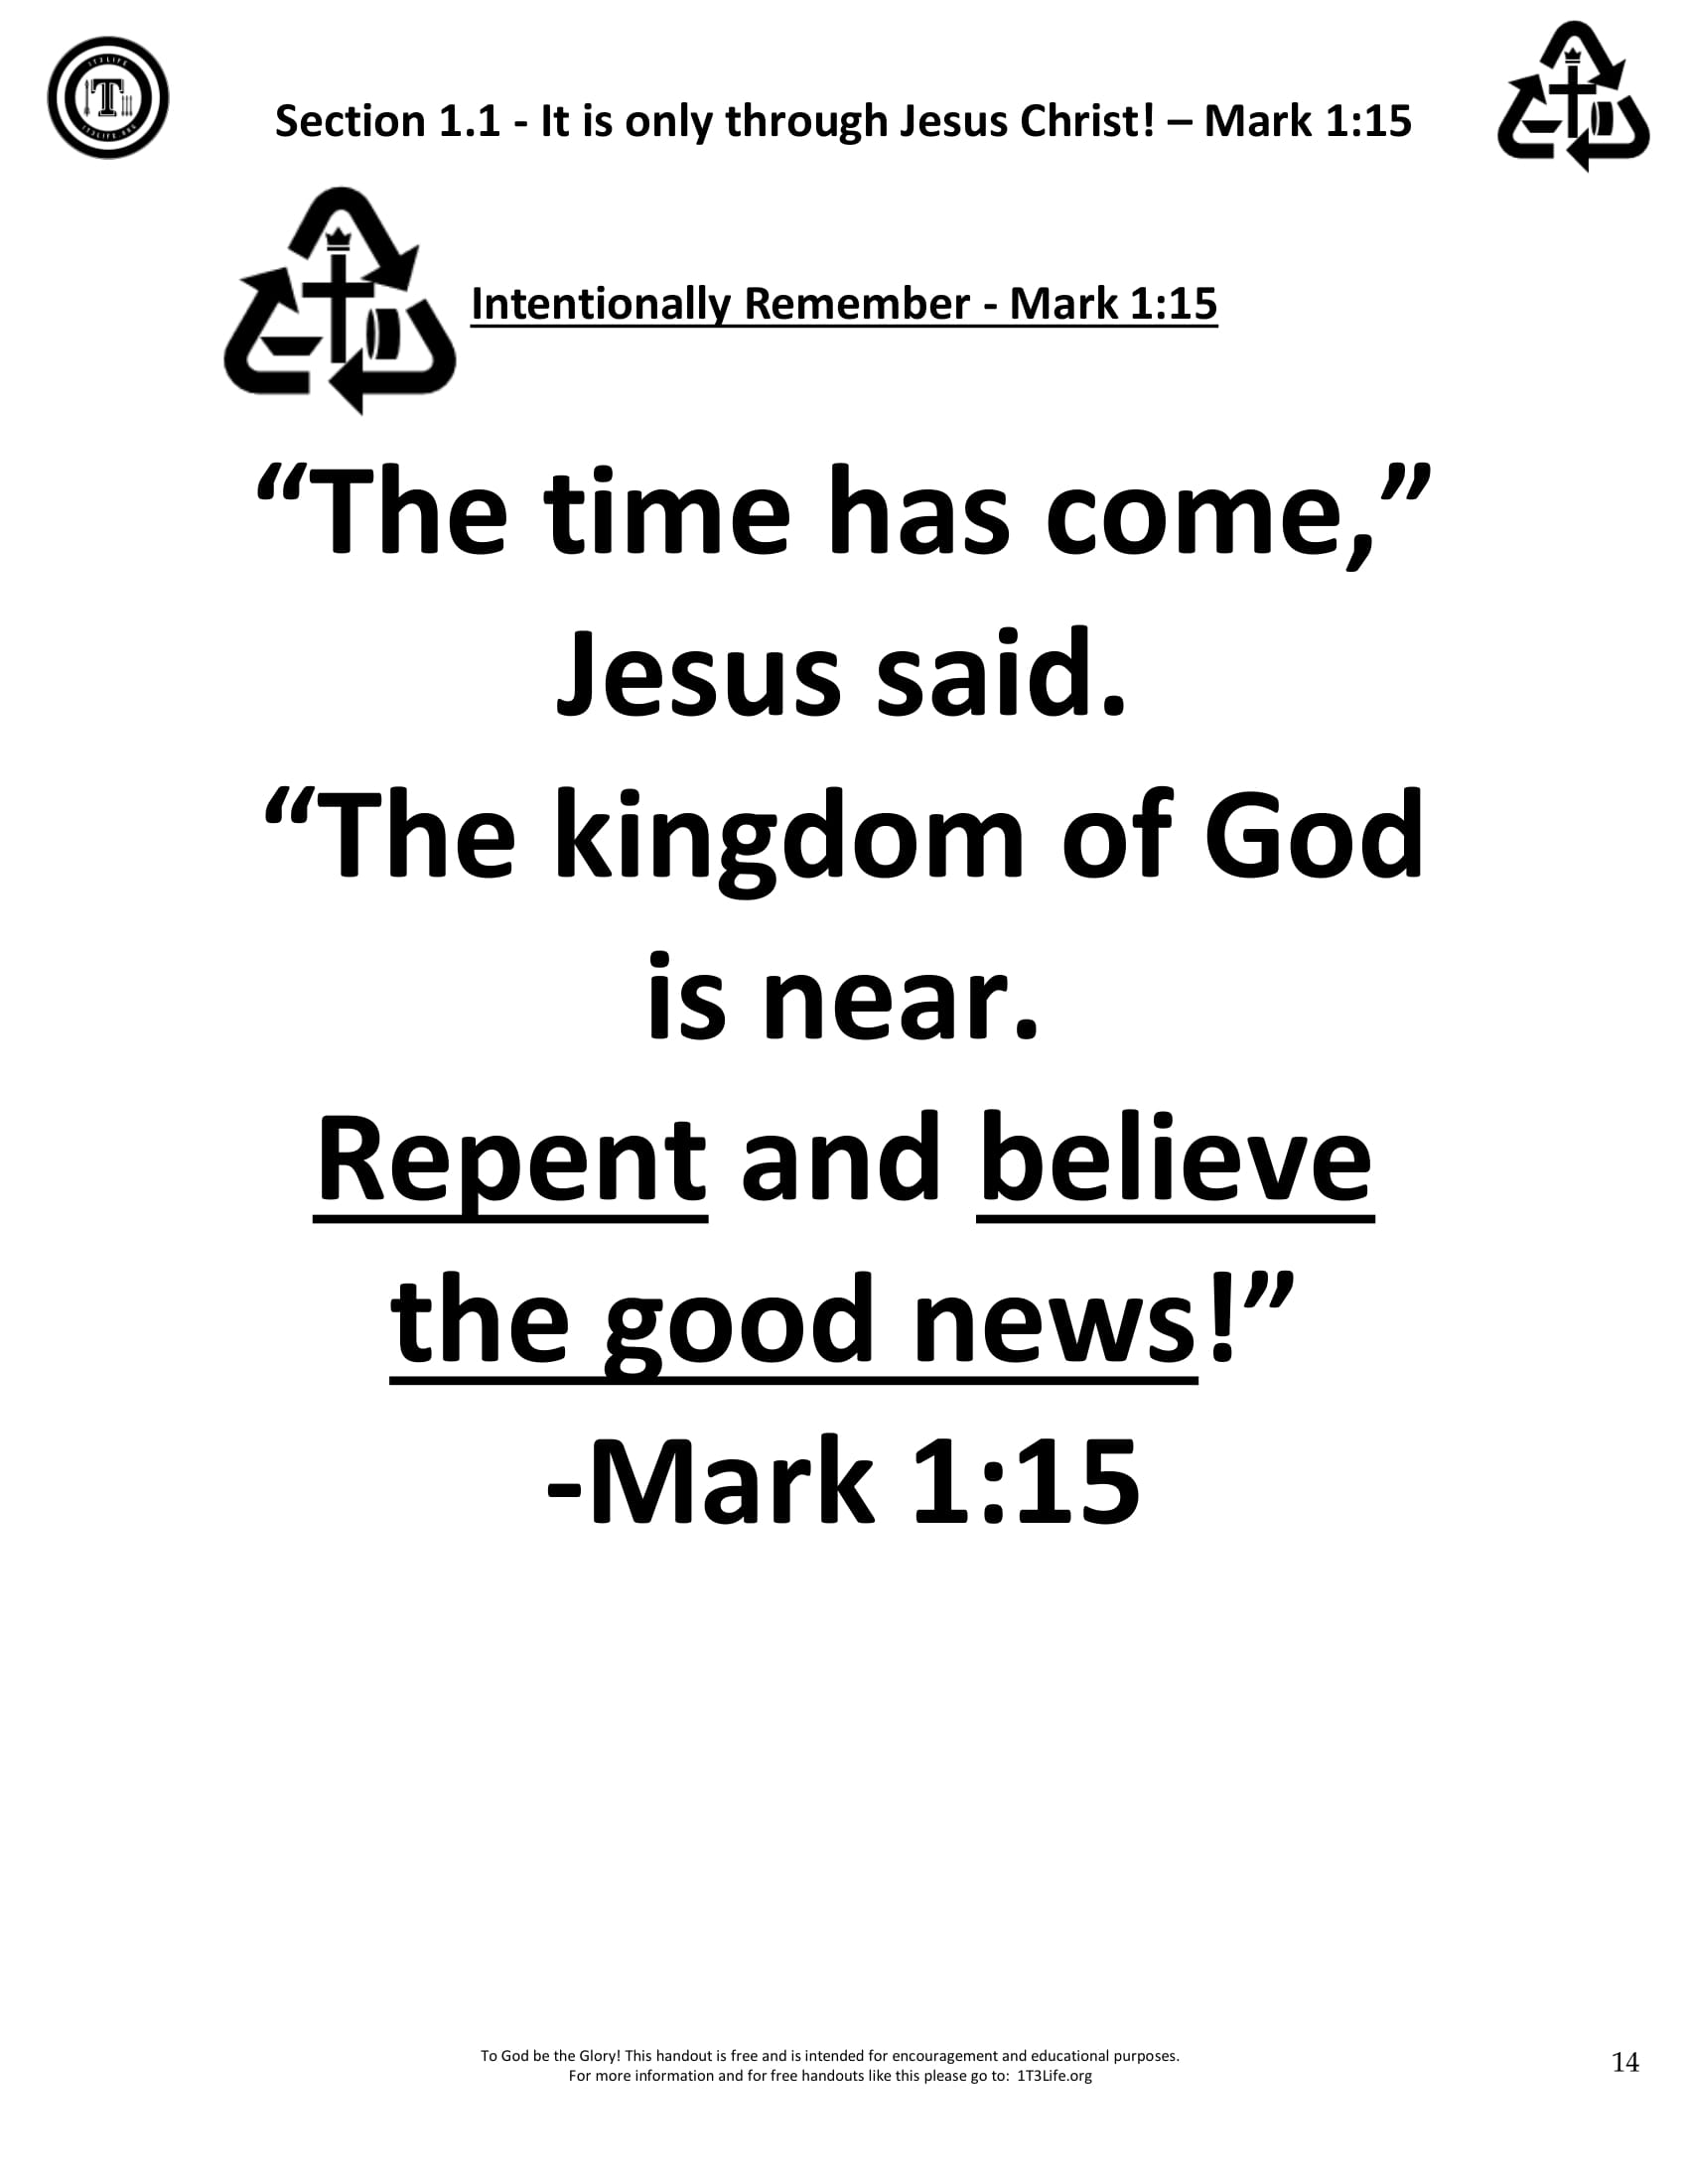 1T3LIFE
T
1T3LIFE.ORG
Section 1.1 - It is only through Jesus Christ! – Mark 1:15
Intentionally Remember - Mark 1:15
“The time has come,”
Jesus said.
“The kingdom of God
is near.
Repent and believe
the good news!”
-Mark 1:15
To God be the Glory! This handout is free and is intended for encouragement and educational purposes.
For more information and for free handouts like this please go to:  1T3Life.org
14